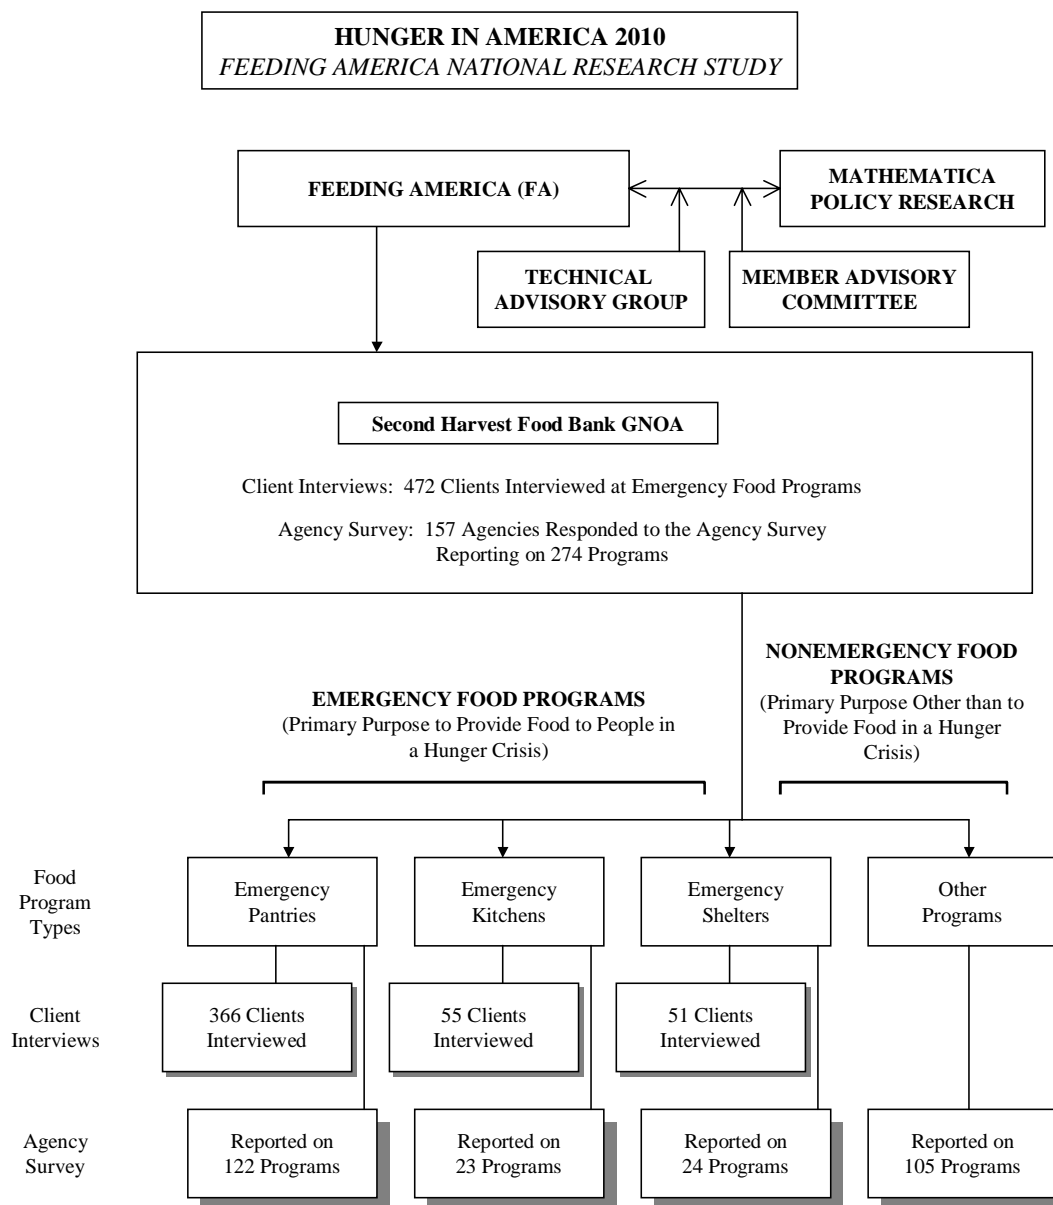 HUNGER IN AMERICA 2010
FEEDING AMERICA NATIONAL RESEARCH STUDY
FEEDING AMERICA (FA)
MATHEMATICA
POLICY RESEARCH
TECHNICAL
ADVISORY GROUP
MEMBER ADVISORY
COMMITTEE
Second Harvest Food Bank GNOA
Client Interviews:  472 Clients Interviewed at Emergency Food Programs
Agency Survey:  157 Agencies Responded to the Agency Survey
Reporting on 274 Programs
EMERGENCY FOOD PROGRAMS
(Primary Purpose to Provide Food to People in
a Hunger Crisis)
NONEMERGENCY FOOD
PROGRAMS
(Primary Purpose Other than to
Provide Food in a Hunger
Crisis)
Food
Program
Types
Emergency
Pantries
Emergency
Kitchens
Emergency
Shelters
Other
Programs
Client
Interviews
366 Clients
Interviewed
55 Clients
Interviewed
51 Clients
Interviewed
Agency
Survey
Reported on
122 Programs
Reported on
23 Programs
Reported on
24 Programs
Reported on
105 Programs